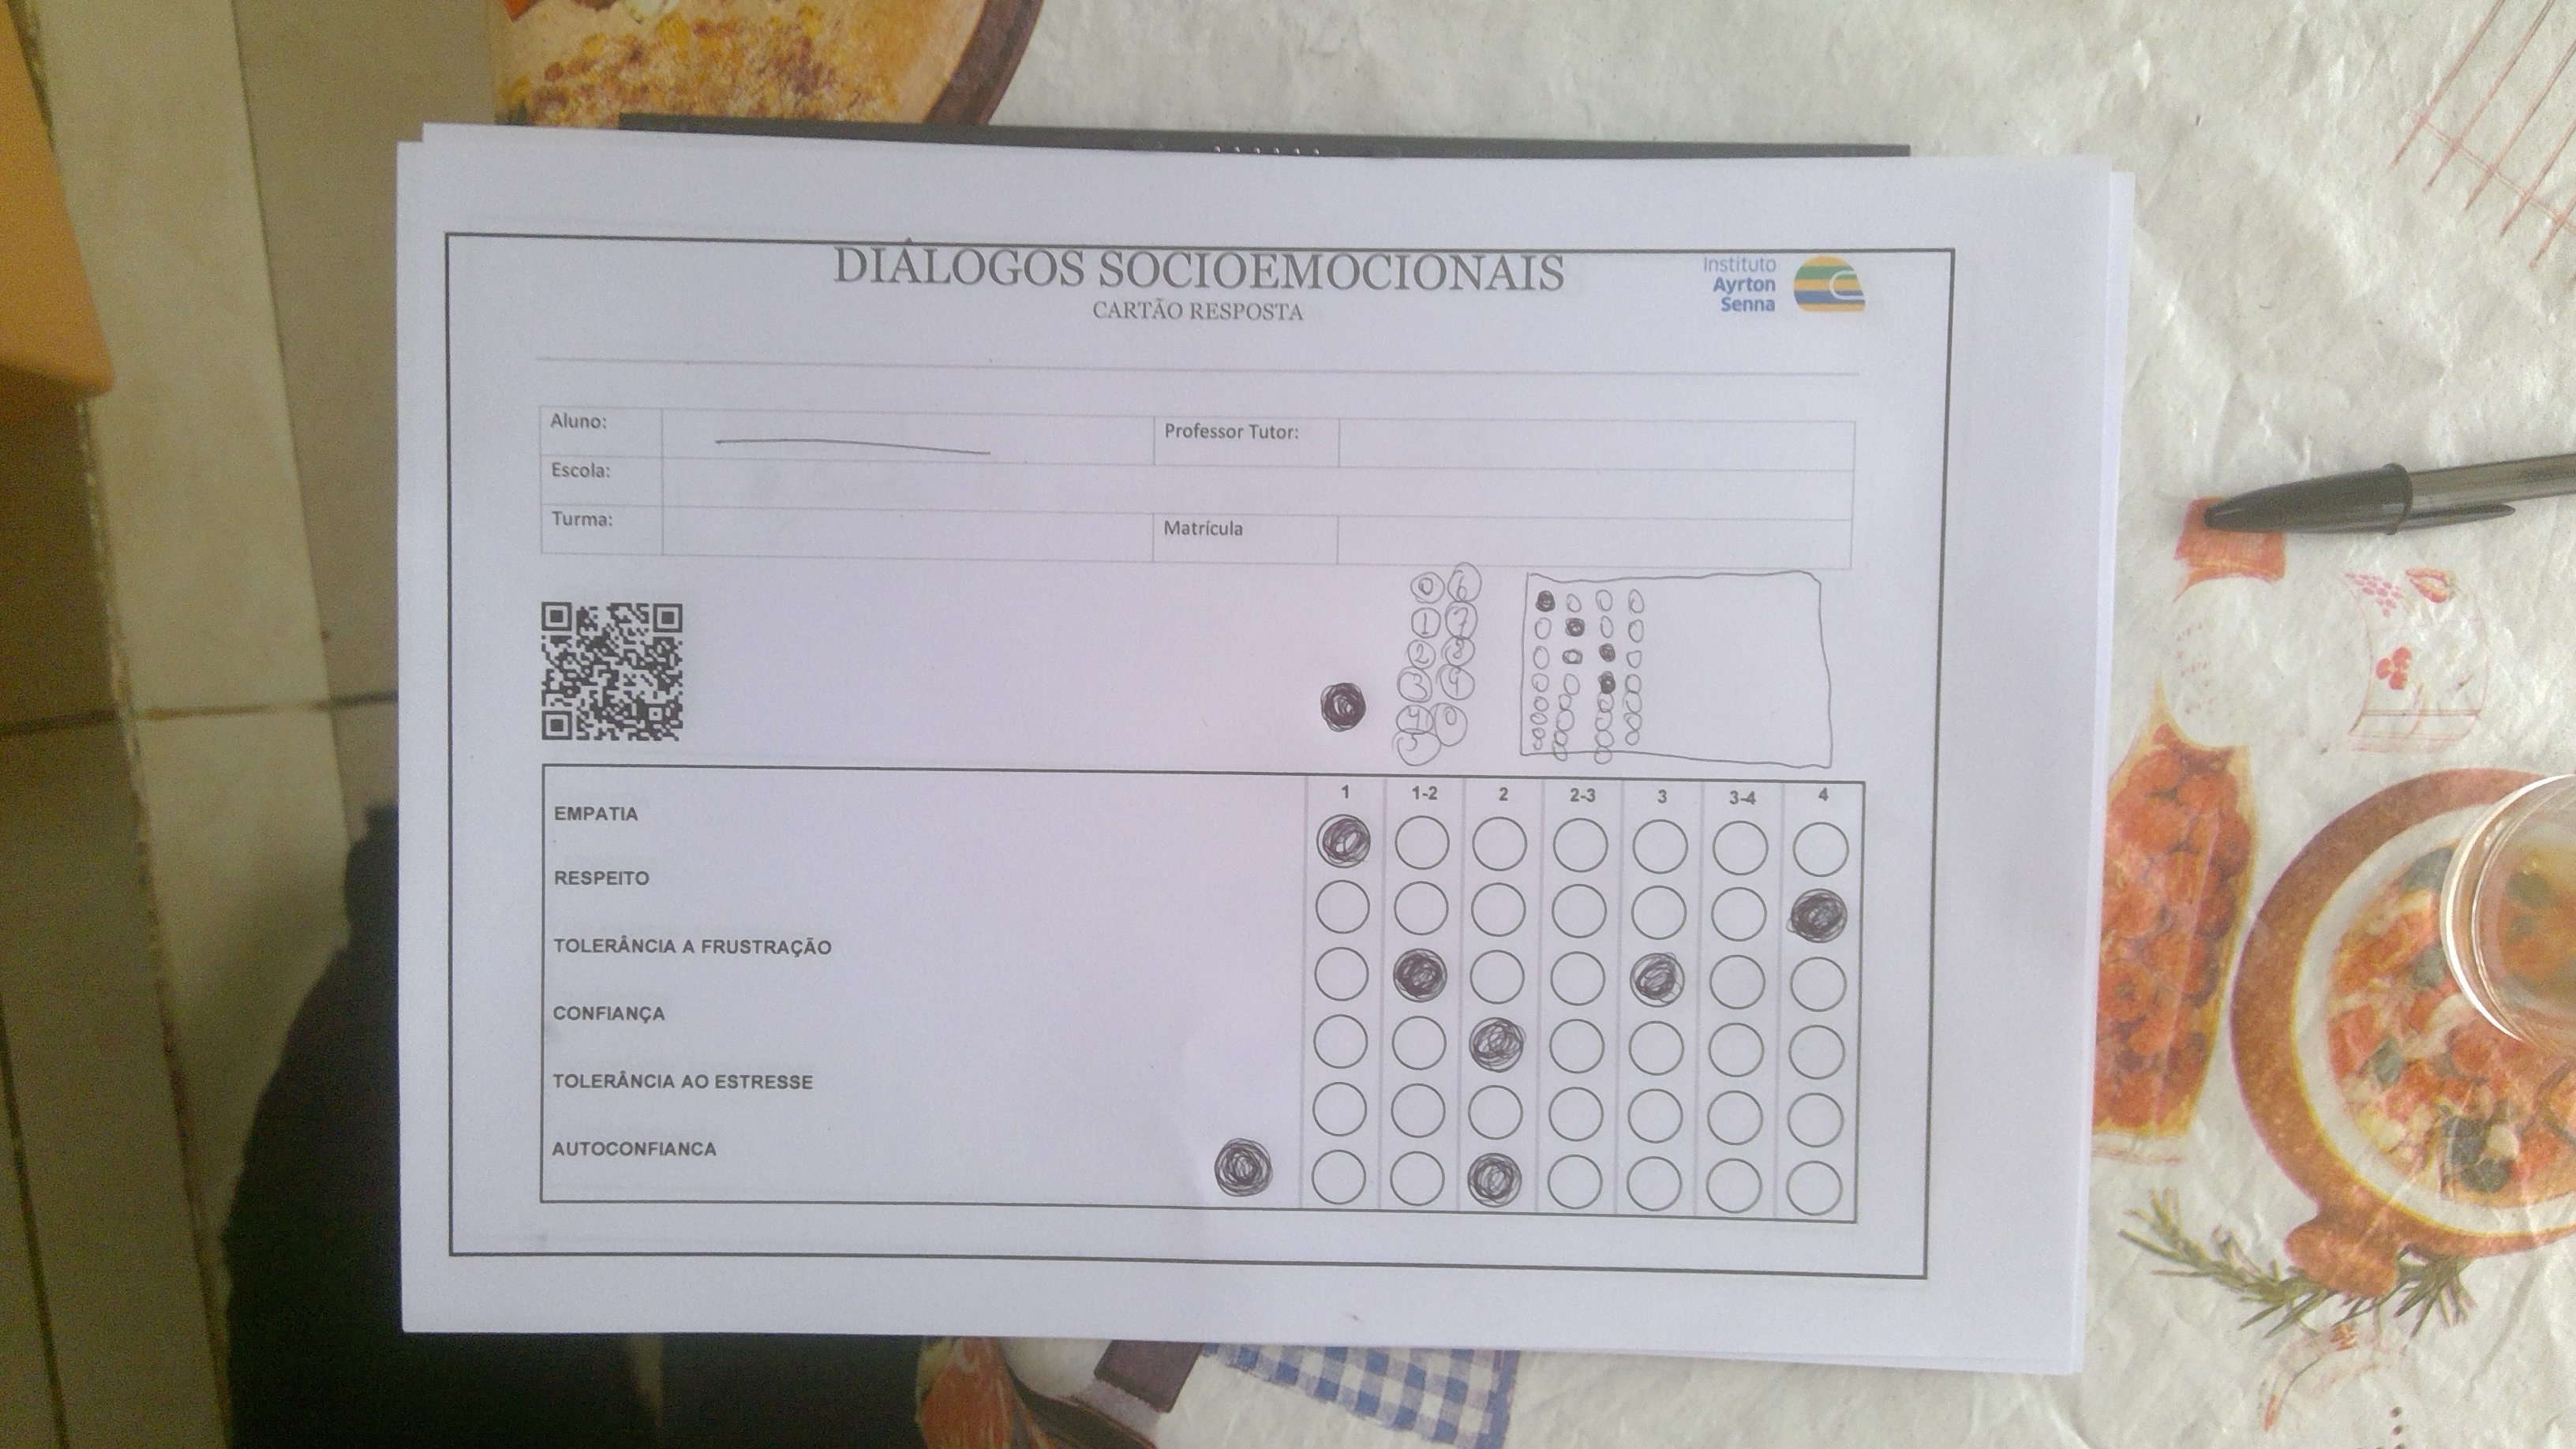 DIÁLOGOS SOCIOEMOCIONAIS
CARTÃO RESPOSTA
Instituto
Ayrton
Senna
Aluno: Professor Tutor:
Escola:
Turma: Matrícula
0 6
1 7
2 8
3 9
4 0
5
1 1-2 2 2-3 3 3-4 4
EMPATIA
RESPEITO
TOLERÂNCIA A FRUSTRAÇÃO
CONFIANÇA
TOLERÂNCIA AO ESTRESSE
AUTOCONFIANCA